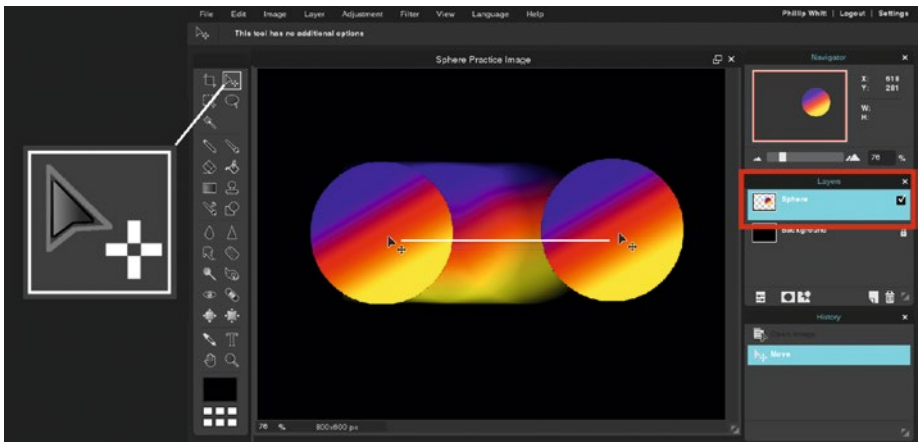 File Edit Image Layer Adjustment Filter View Language Help Phillip Whitt | Logout | Settings
This tool has no additional options
Sphere Practice Image
Navigator
X: 618
Y: 281
W:
H:
76 %
Layers
Sphere
Background
History
Open Image
Move
76 % 800x600 px